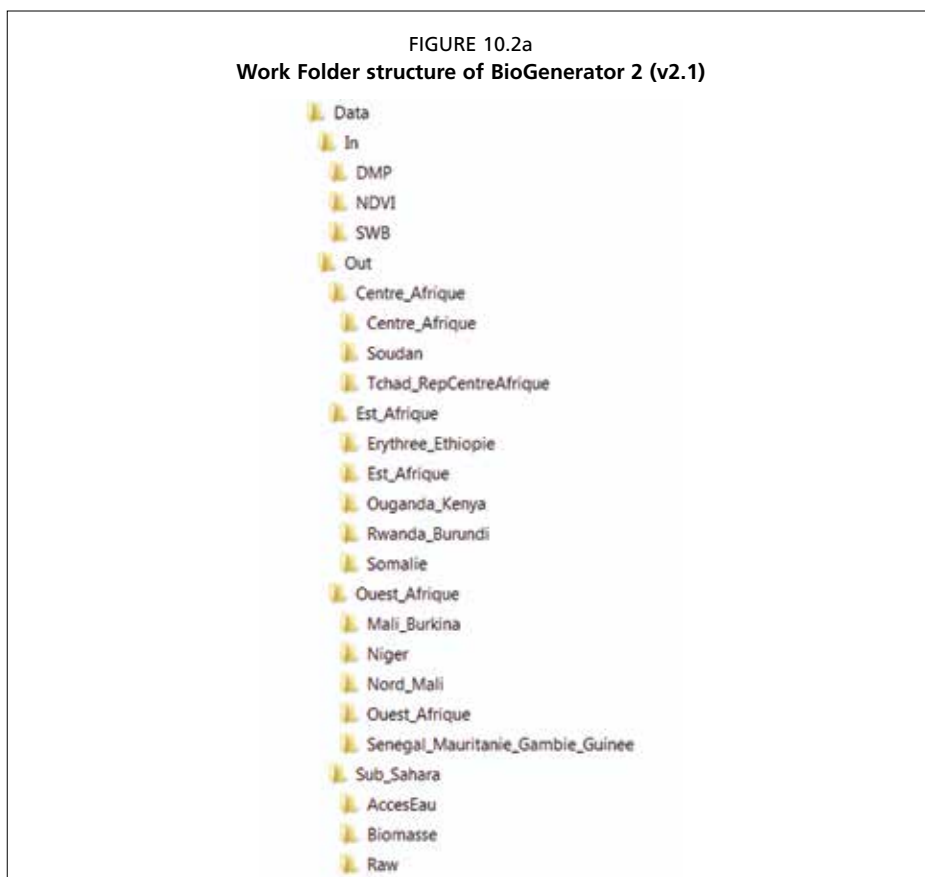 FIGURE 10.2a
Work Folder structure of BioGenerator 2 (v2.1)
Data
In
DMP
NDVI
SWB
Out
Centre_Afrique
Centre_Afrique
Soudan
Tchad_RepCentreAfrique
Est_Afrique
Erythree_Ethiopie
Est_Afrique
Ouganda_Kenya
Rwanda_Burundi
Somalie
Ouest_Afrique
Mali_Burkina
Niger
Nord_Mali
Ouest_Afrique
Senegal_Mauritanie_Gambie_Guinee
Sub_Sahara
AccesEau
Biomasse
Raw